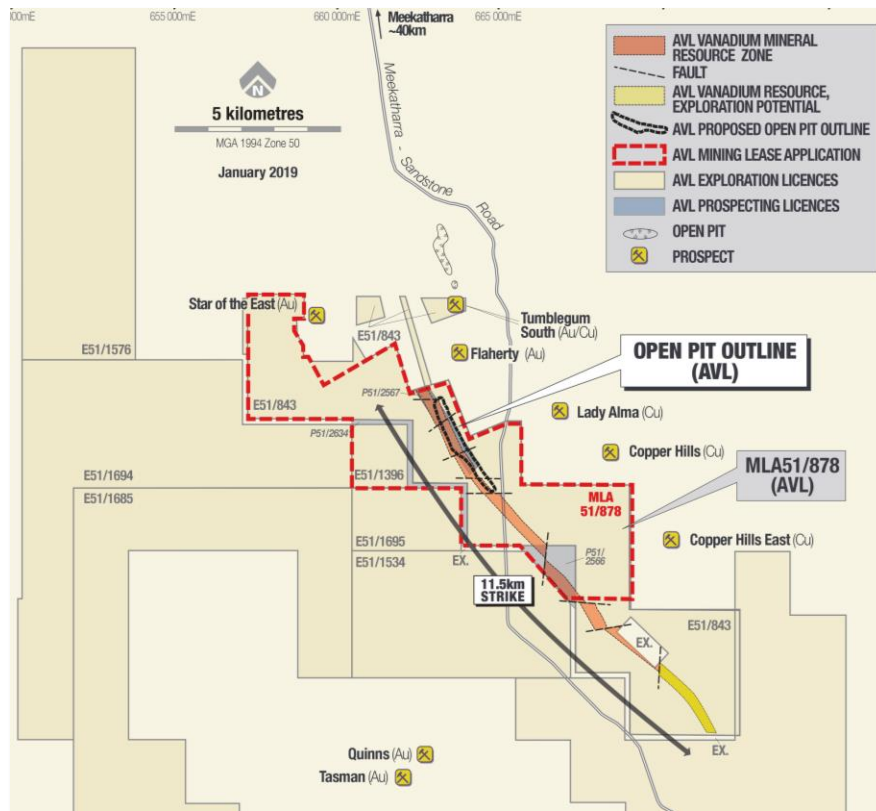 000mE
655 000mE
660 000mE
665 000mE
Meekatharra
~40km
Meekatharra - Sandstone Road
N
5 kilometres
MGA 1994 Zone 50
January 2019
AVL VANADIUM MINERAL
RESOURCE ZONE
FAULT
AVL VANADIUM RESOURCE,
EXPLORATION POTENTIAL
AVL PROPOSED OPEN PIT OUTLINE
AVL MINING LEASE APPLICATION
AVL EXPLORATION LICENCES
AVL PROSPECTING LICENCES
OPEN PIT
PROSPECT
Star of the East (Au)
Tumblegum
South (Au/Cu)
E51/843
E51/1576
Flaherty (Au)
OPEN PIT OUTLINE
(AVL)
P51/2567
E51/843
Lady Alma (Cu)
P51/2634
Copper Hills (Cu)
E51/1694
E51/1396
E51/1685
MLA
51/878
MLA51/878
(AVL)
Copper Hills East (Cu)
E51/1695
E51/1534
EX.
P51/
2566
11.5km
STRIKE
E51/843
EX.
EX.
Quinns (Au)
Tasman (Au)